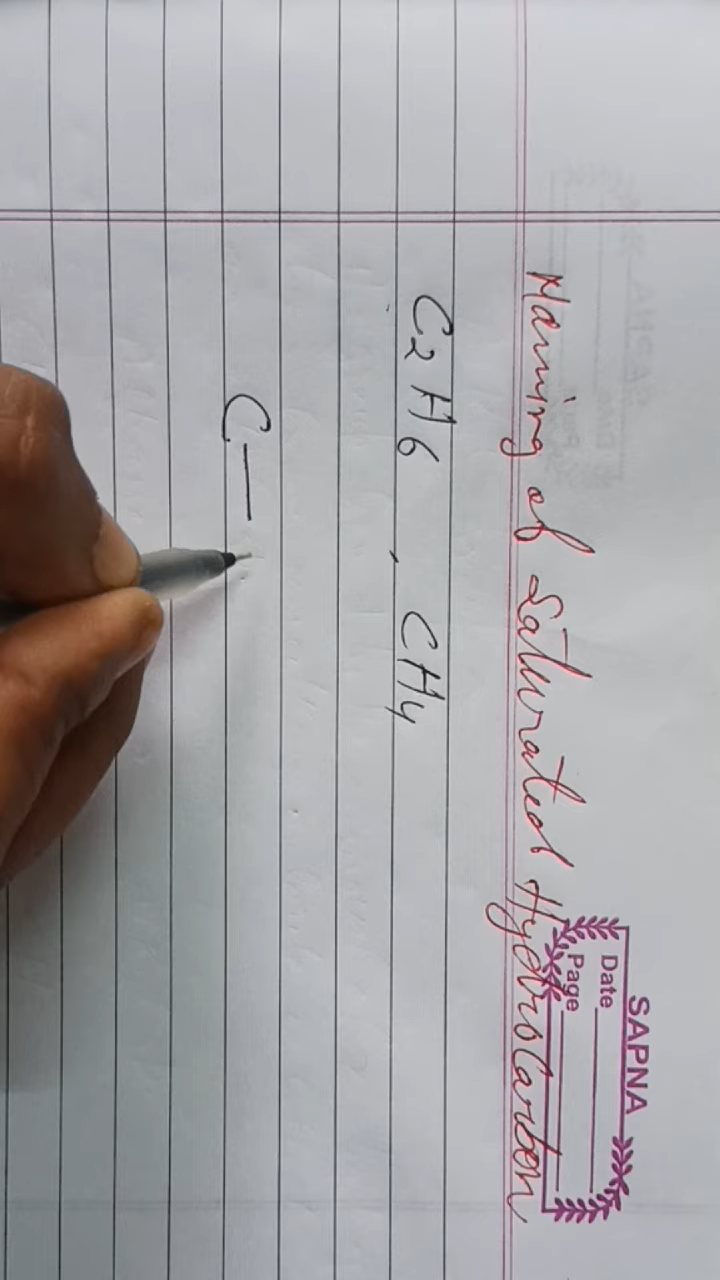 SAPNA
Date
Page
Naming of Saturated Hydrocarbon
C2H6, CH4
C—